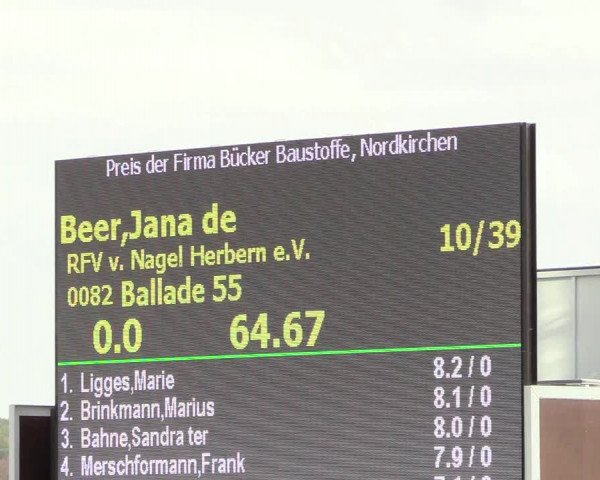 Preis der Firma Bücker Baustoffe, Nordkirchen
Beer,Jana de
RFV v. Nagel Herbern e.V. 10/39
0082 Ballade 55
0.0 64.67
1. Ligges,Marie 8.2 / 0
2. Brinkmann,Marius 8.1 / 0
3. Bahne,Sandra ter 8.0 / 0
4. Merschformann,Frank 7.9 / 0